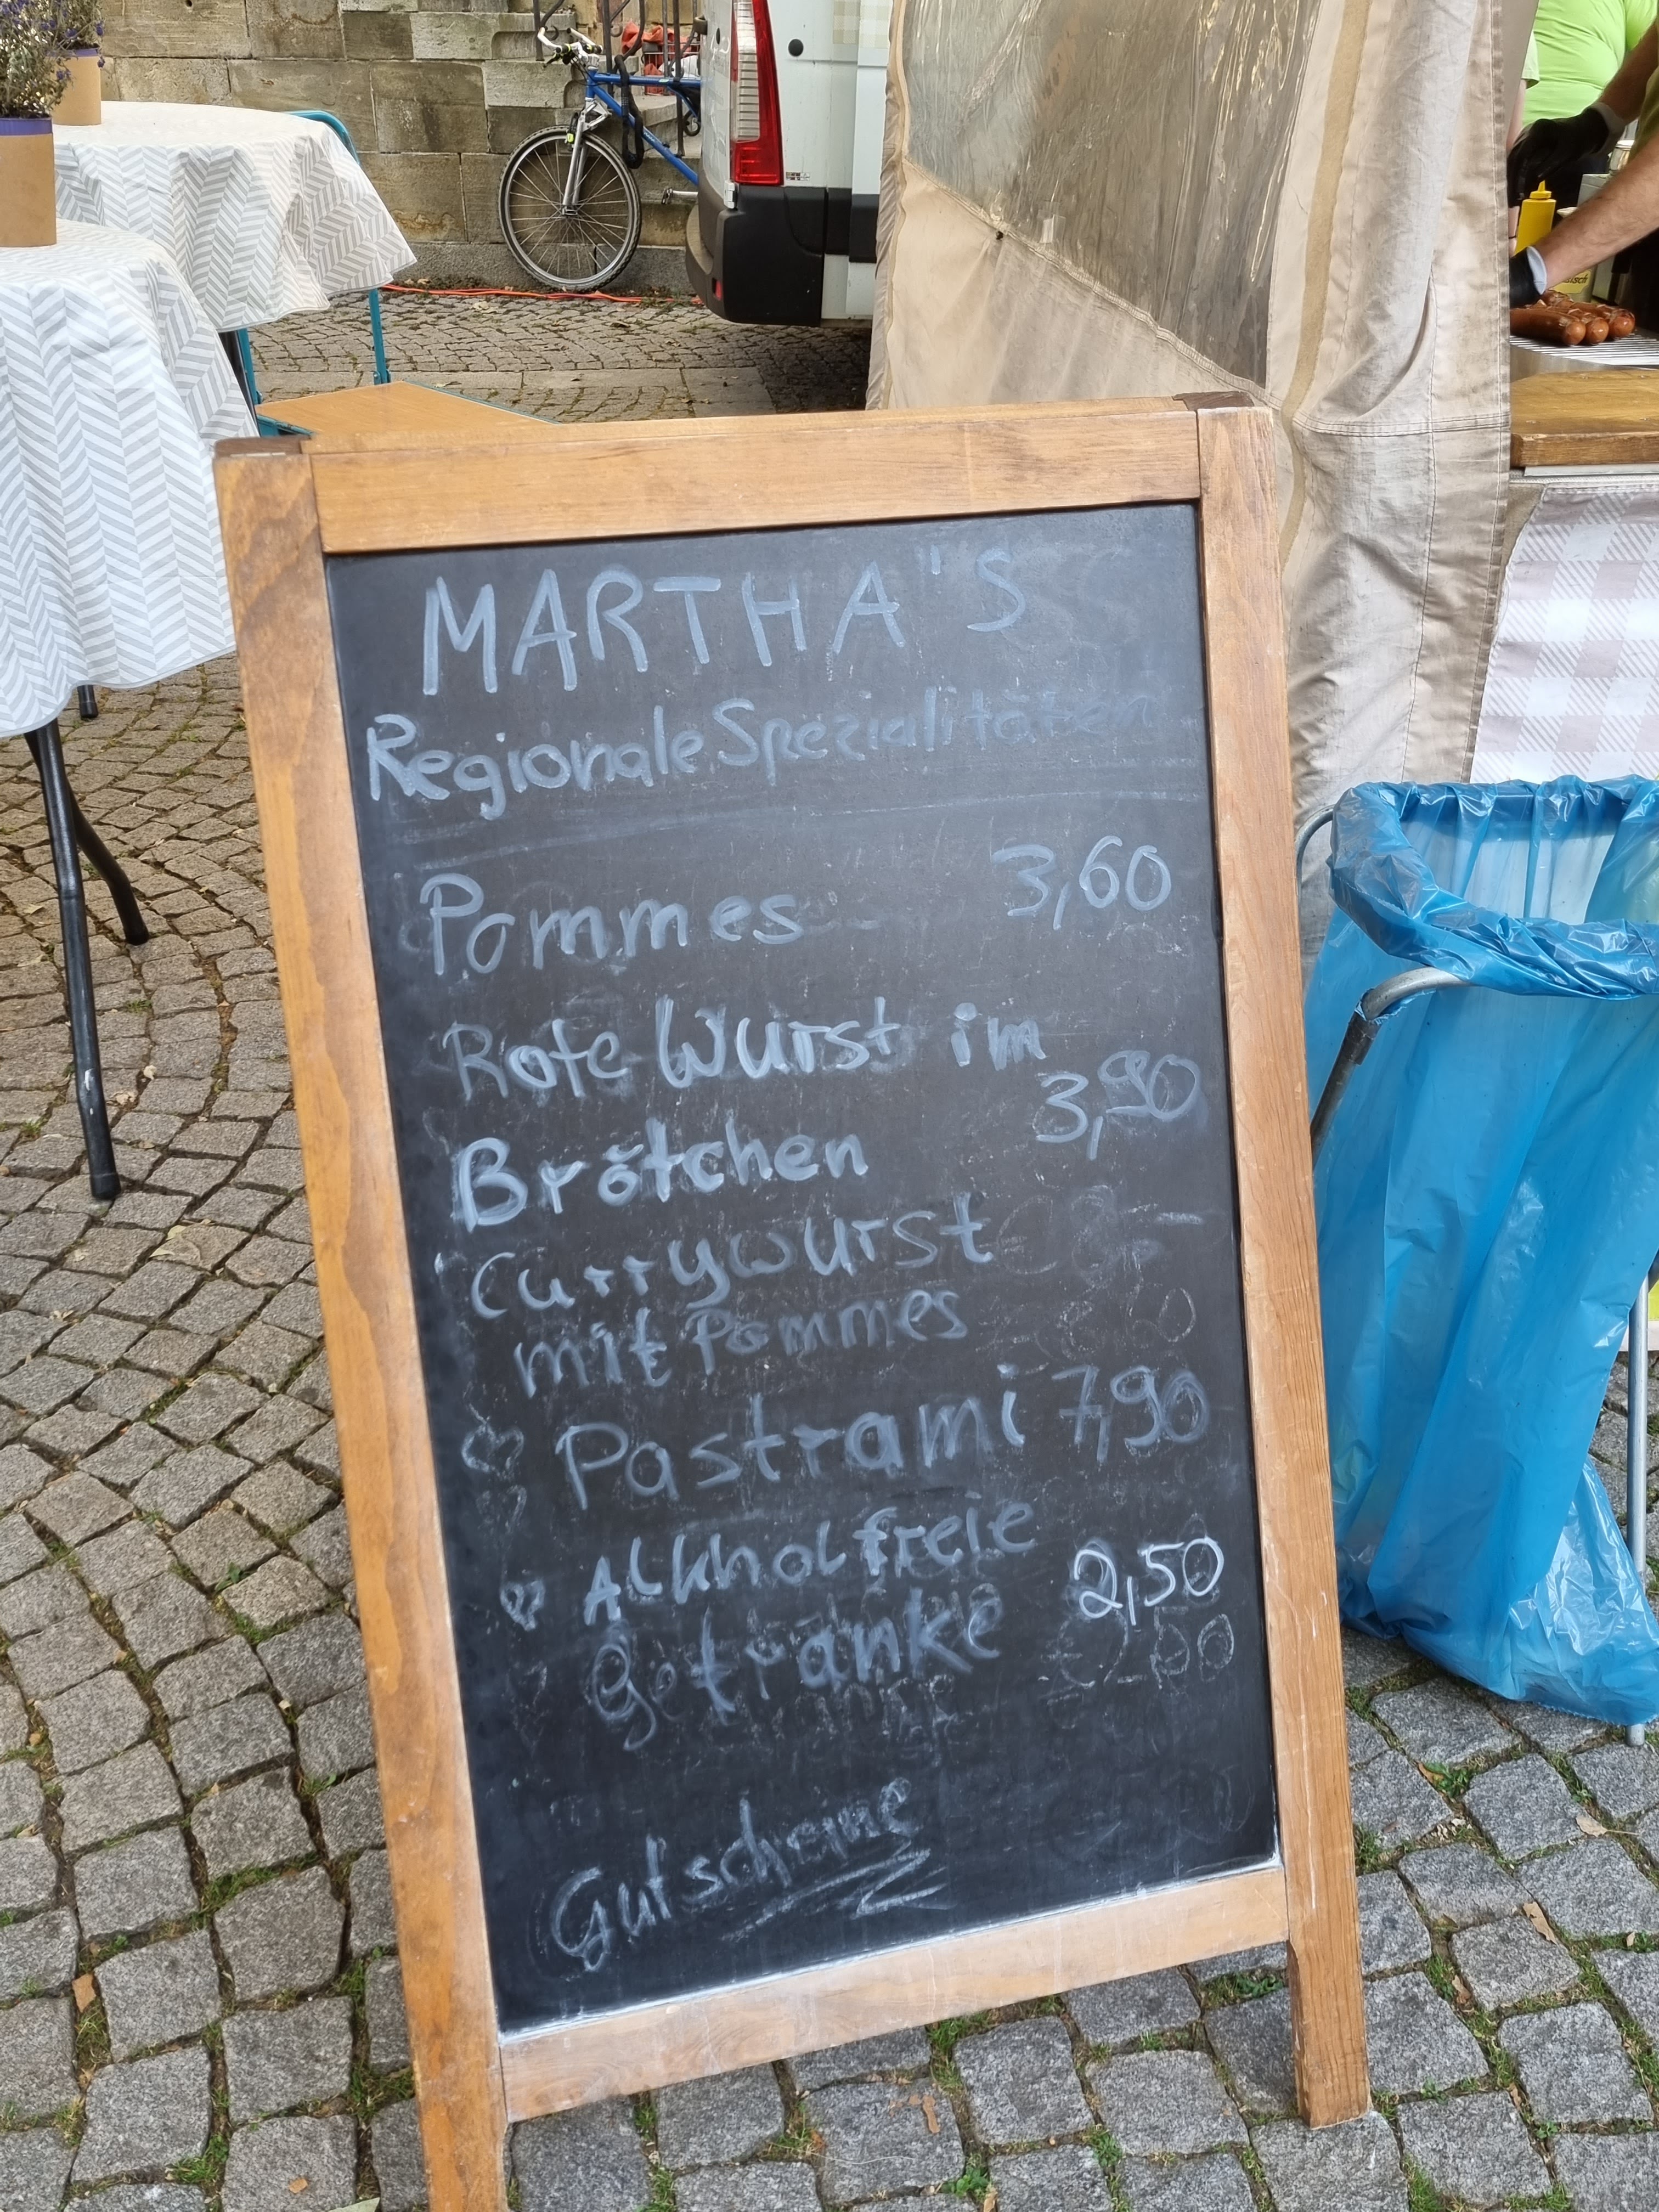 MARTHA'S
Regionale Spezialitäten
Pommes 3,60
Rote Wurst im
Brötchen 3,90
Currywurst
mit Pommes
Pastrami 7,90
Alkholfreie
Getränke 2,50
Gutscheine